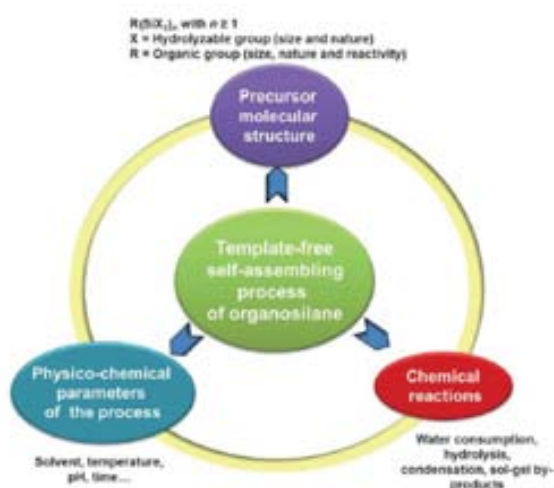 R(SiX₃)ₙ with n ≥ 1
X = Hydrolyzable group (size and nature)
R = Organic group (size, nature and reactivity)
Precursor
molecular
structure
Template-free
self-assembling
process
of organosilane
Physico-chemical
parameters
of the process
Solvent, temperature,
pH, time...
Chemical
reactions
Water consumption,
hydrolysis,
condensation, sol-gel by-
products